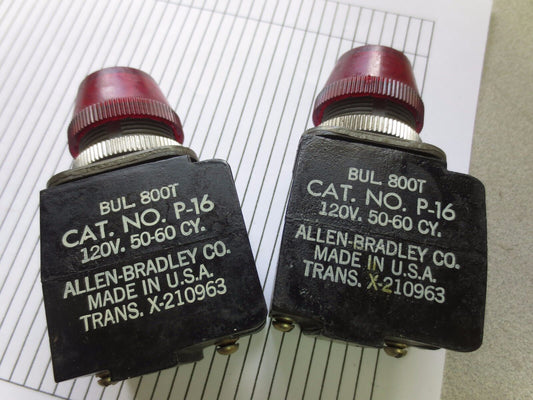 BUL 800T
CAT. NO. P-16
120V. 50-60 CY.
ALLEN-BRADLEY CO.
MADE IN U.S.A.
TRANS. X-210963
BUL 800T
CAT. NO. P-16
120V. 50-60 CY.
ALLEN-BRADLEY CO.
MADE IN U.S.A.
TRANS. X-210963